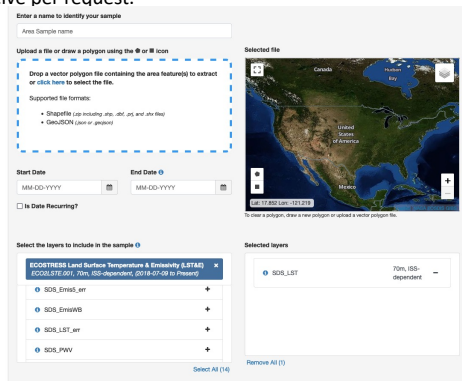 tive per request.
Enter a name to identify your sample
Area Sample name
Upload a file or draw a polygon using the or icon
Drop a vector polygon file containing the area feature(s) to extract
or click here to select the file.
Supported file formats:
• Shapefile (.zip including .shp, .dbf, .prj, and .shx files)
• GeoJSON (.json or .geojson)
Selected file
Canada
Hudson
Bay
United
States
of America
Mexico
+
−
Lat: 17.852 Lon: -121.218
To clear a polygon, draw a new polygon or upload a vector polygon file.
Start Date
End Date
MM-DD-YYYY
MM-DD-YYYY
Is Date Recurring?
Select the layers to include in the sample
ECOSTRESS Land Surface Temperature & Emissivity (LST&E) ×
ECO2LSTE.001, 70m, ISS-dependent, (2018-07-09 to Present)
SDS_Emis5_err +
SDS_EmisWB +
SDS_LST_err +
SDS_PWV +
Select All (14)
Selected layers
SDS_LST
70m, ISS-
dependent
−
Remove All (1)